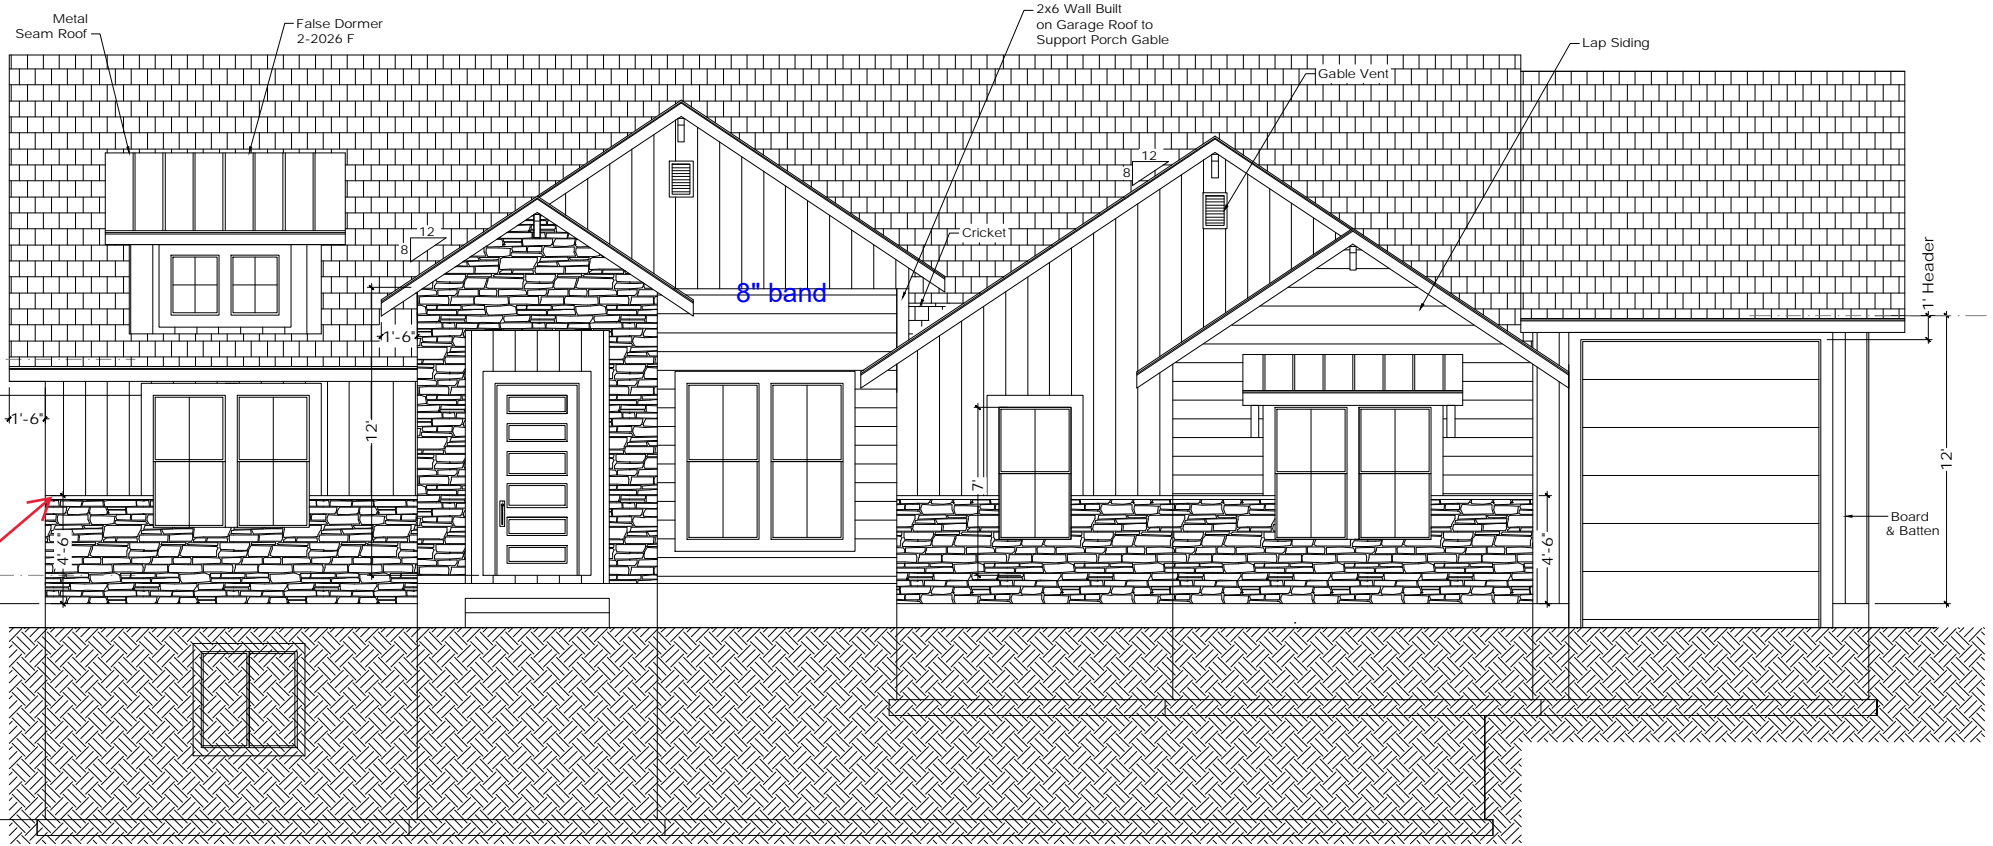 Metal
Seam Roof
False Dormer
2-2026 F
2x6 Wall Built
on Garage Roof to
Support Porch Gable
Lap Siding
Gable Vent
12
8
12
8
Cricket
8" band
1' Header
1'-6"
1'-6"
12'
7'
12'
Board
& Batten
4'-6"
4'-6"